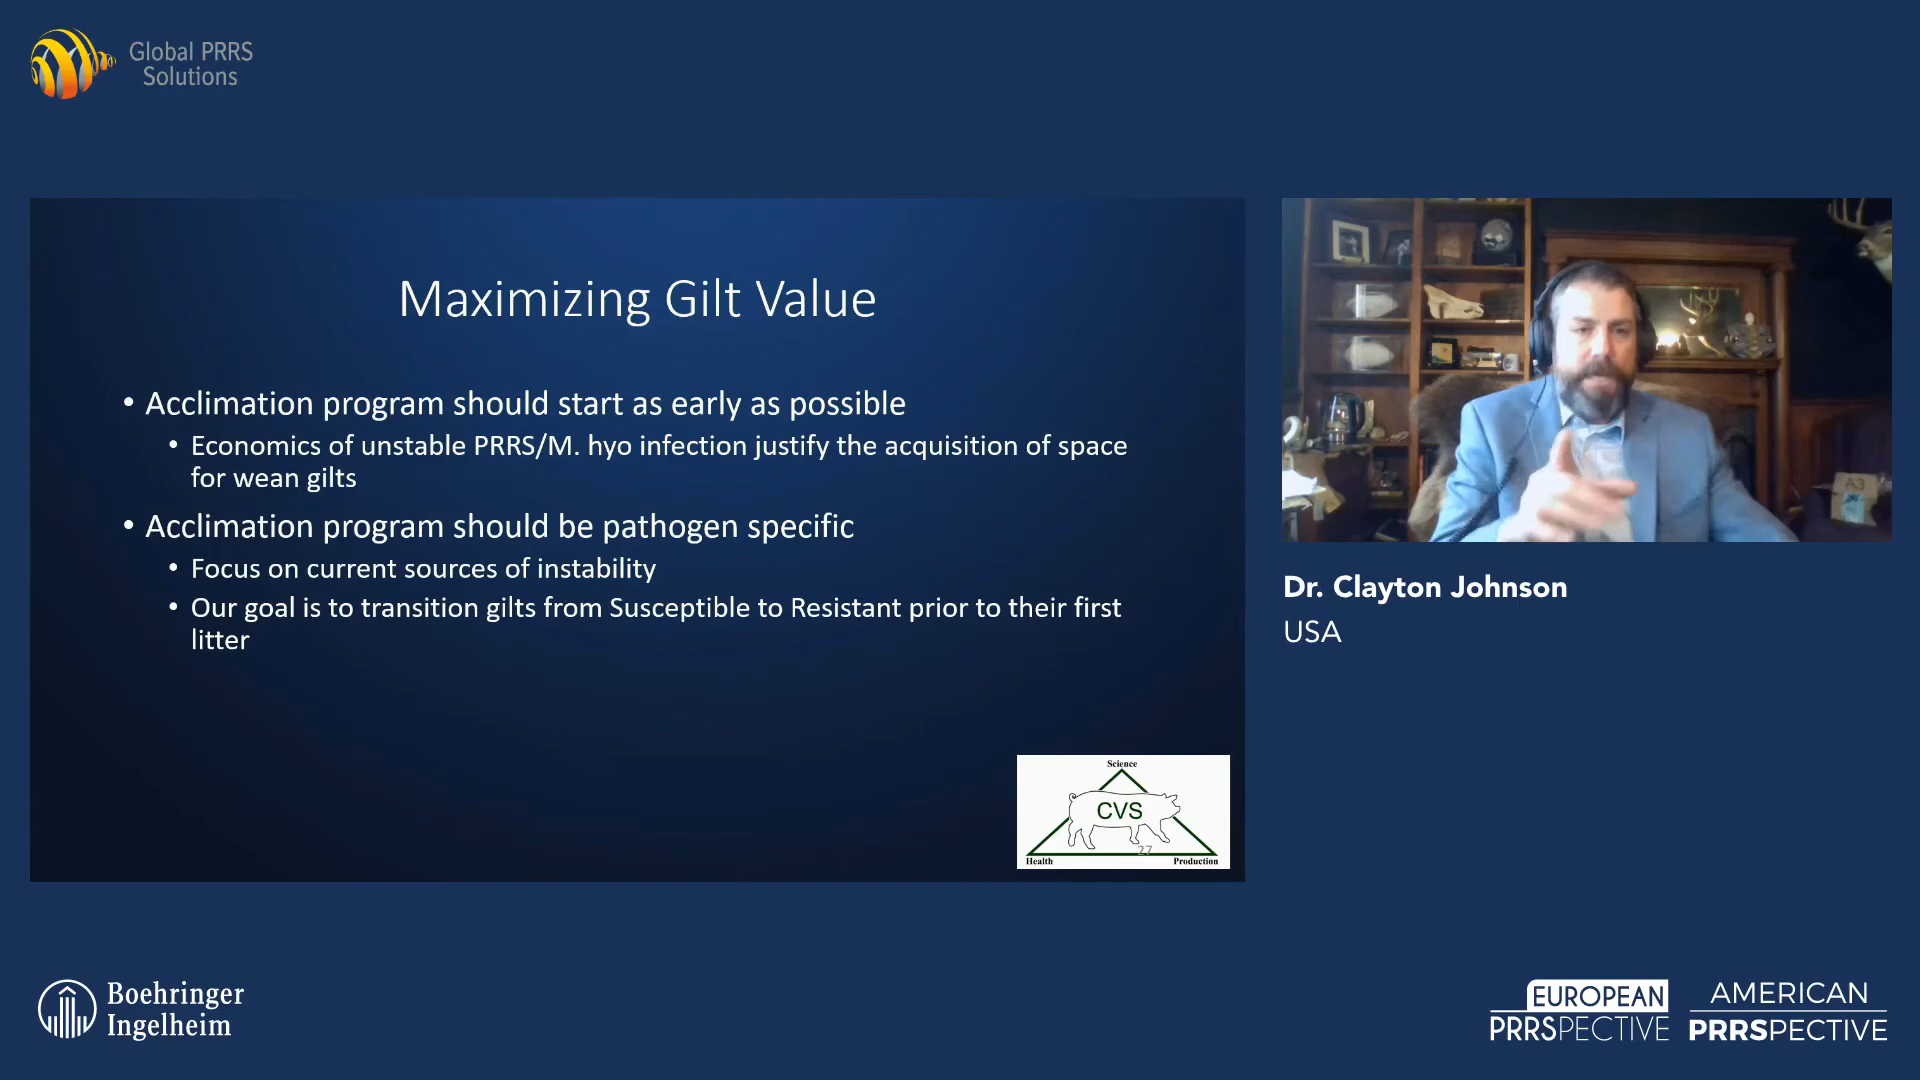 Global PRRS
Solutions
Maximizing Gilt Value
• Acclimation program should start as early as possible
• Economics of unstable PRRS/M. hyo infection justify the acquisition of space
for wean gilts
• Acclimation program should be pathogen specific
• Focus on current sources of instability
• Our goal is to transition gilts from Susceptible to Resistant prior to their first
litter
Science
CVS
27
Health
Production
A3
Dr. Clayton Johnson
USA
Boehringer
Ingelheim
EUROPEAN
PRRSPECTIVE
AMERICAN
PRRSPECTIVE